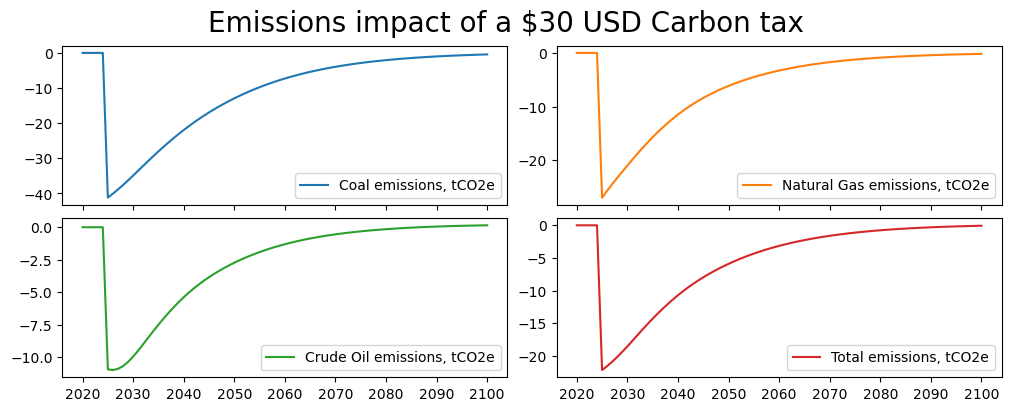 Emissions impact of a $30 USD Carbon tax
0
−10
−20
−30
−40
Coal emissions, tCO2e
0
−10
−20
Natural Gas emissions, tCO2e
0.0
−2.5
−5.0
−7.5
−10.0
Crude Oil emissions, tCO2e
2020 2030 2040 2050 2060 2070 2080 2090 2100
0
−5
−10
−15
−20
Total emissions, tCO2e
2020 2030 2040 2050 2060 2070 2080 2090 2100